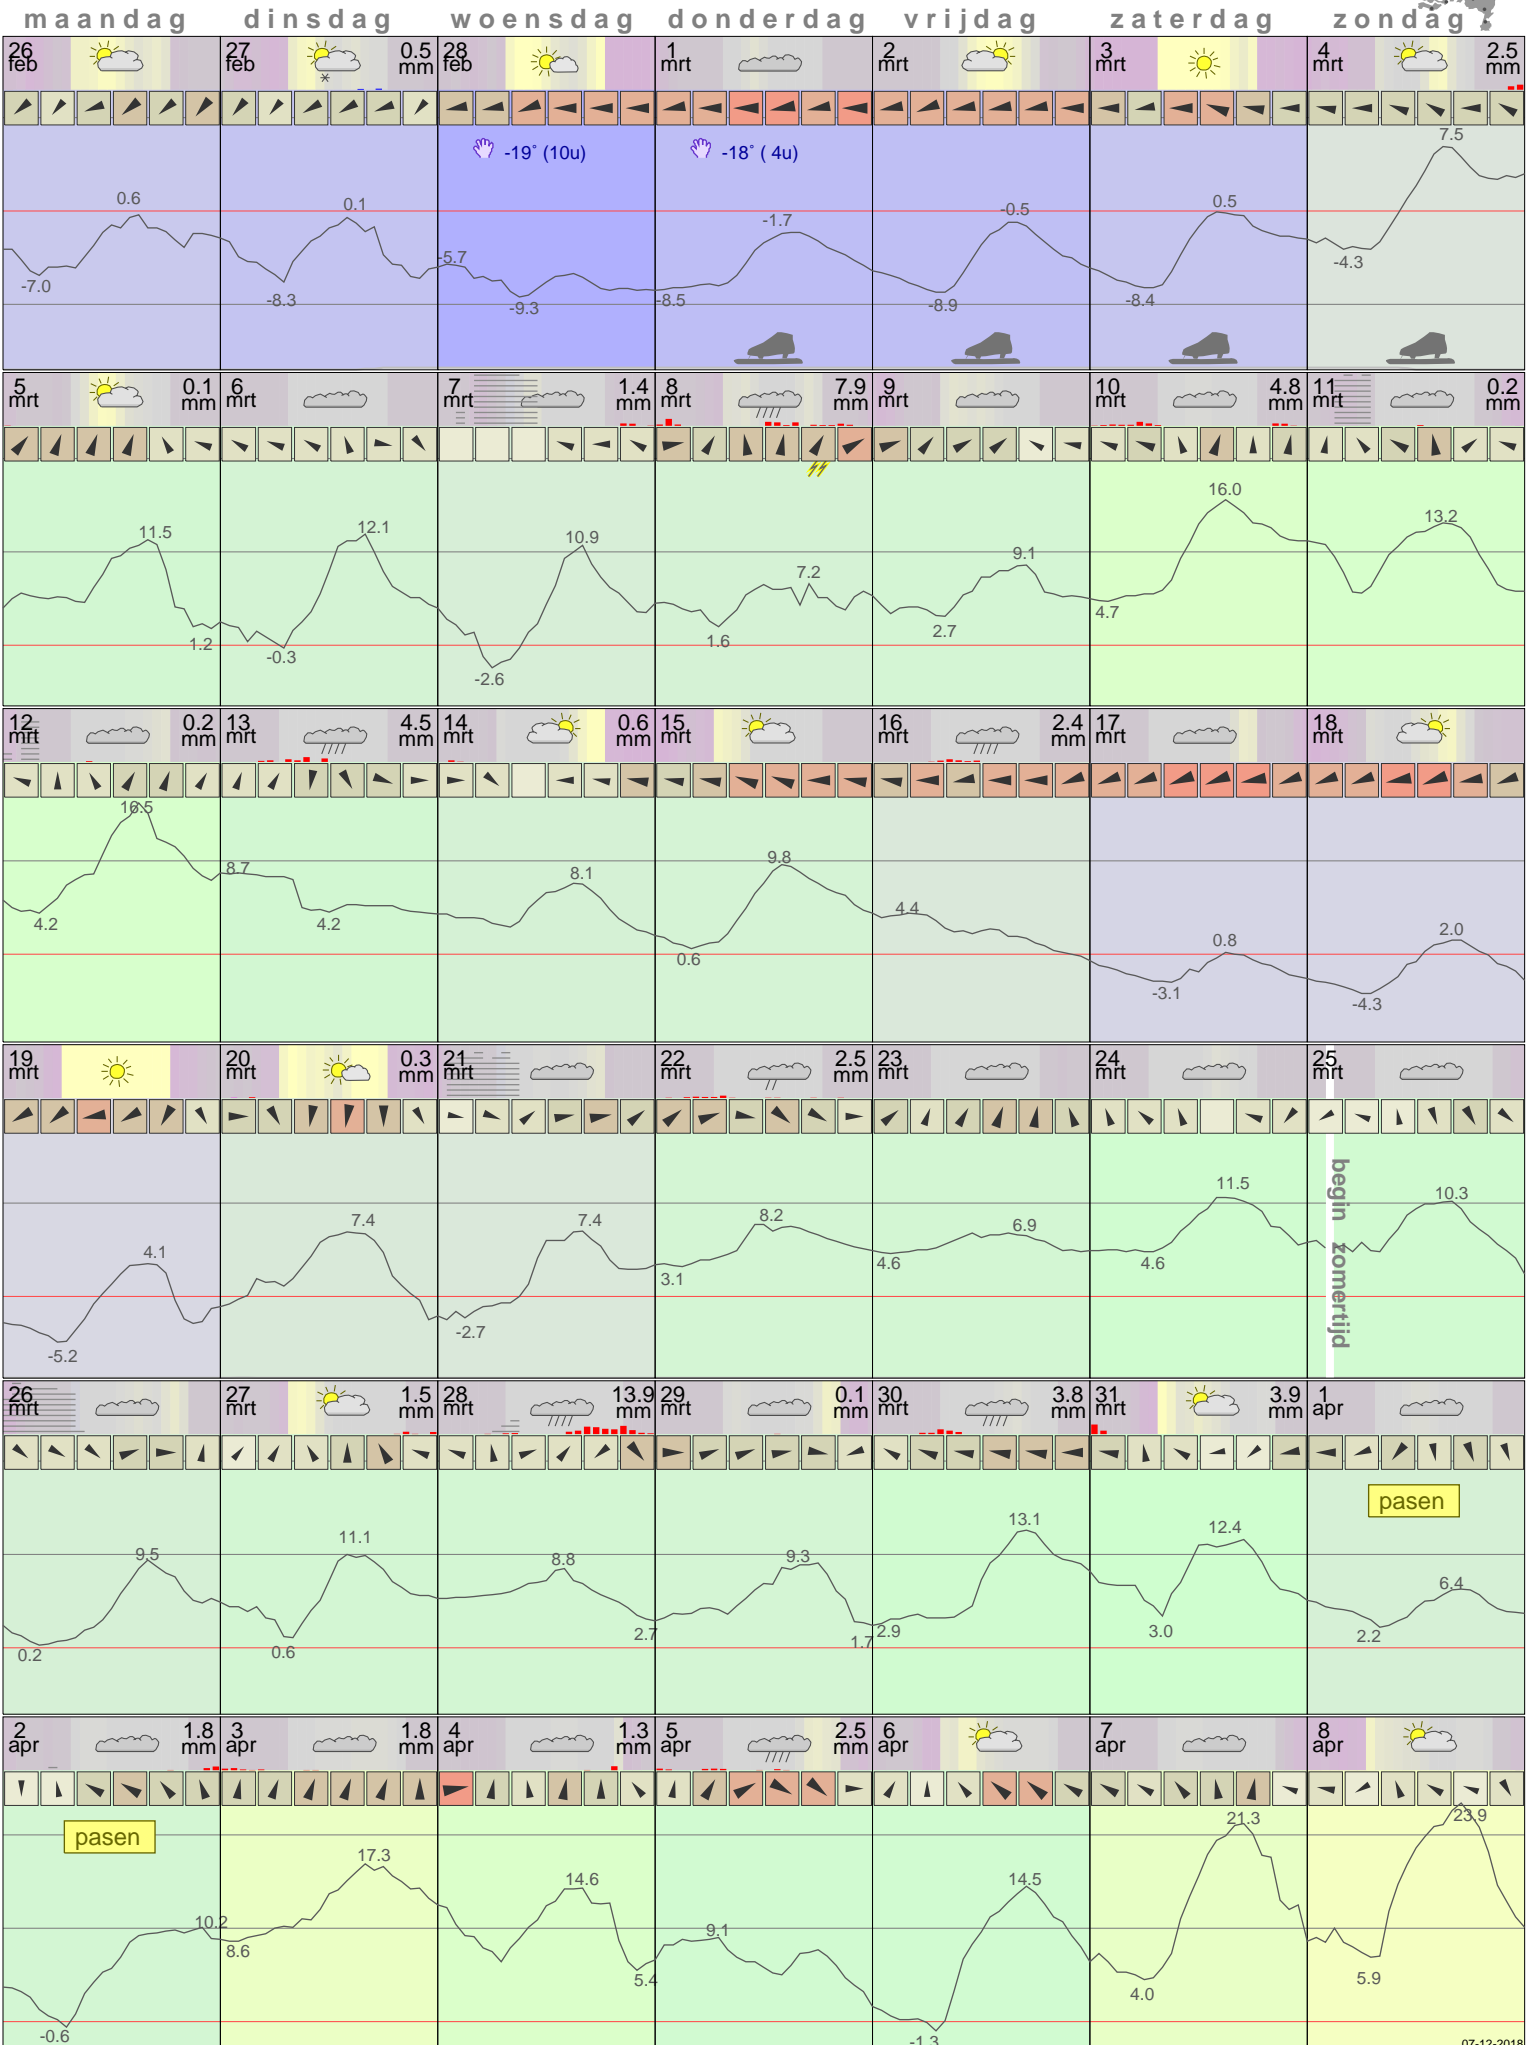 maandag dinsdag woensdag donderdag vrijdag zaterdag zondag
26 27 0.5 28 1 2 3 4 2.5
feb feb mm feb mrt mrt mrt mrt mm
7.5
-19° (10u) -18° ( 4u)
0.6 0.1 -1.7 -0.5 0.5
-7.0 -8.3 -5.7 -9.3 -8.5 -8.9 -8.4 -4.3
5 0.1 6 7 1.4 8 7.9 9 10 4.8 11 0.2
mrt mm mrt mrt mm mrt mm mrt mrt mm mrt mm
11.5 12.1 10.9 7.2 9.1 16.0 13.2
1.2 -0.3 -2.6 1.6 2.7 4.7
12 0.2 13 4.5 14 0.6 15 16 2.4 17 18
mrt mm mrt mm mrt mm mrt mrt mm mrt mrt
16.5 8.7 8.1 9.8 4.4 0.8 2.0
4.2 4.2 0.6 -3.1 -4.3
19 20 0.3 21 22 2.5 23 24 25
mrt mrt mm mrt mrt mm mrt mrt mrt
begin zomertijd
4.1 7.4 7.4 8.2 6.9 11.5 10.3
-5.2 -2.7 3.1 4.6 4.6
26 27 1.5 28 13.9 29 0.1 30 3.8 31 3.9 1
mrt mrt mm mrt mm mrt mm mrt mm mrt mm apr
pasen
9.5 11.1 8.8 9.3 13.1 12.4 6.4
0.2 0.6 2.7 1.7 2.9 3.0 2.2
2 1.8 3 1.8 4 1.3 5 2.5 6 7 8
apr mm apr mm apr mm apr mm apr apr apr
pasen
10.2 17.3 14.6 9.1 14.5 21.3 23.9
-0.6 8.6 5.4 -1.3 4.0 5.9
07-12-2018